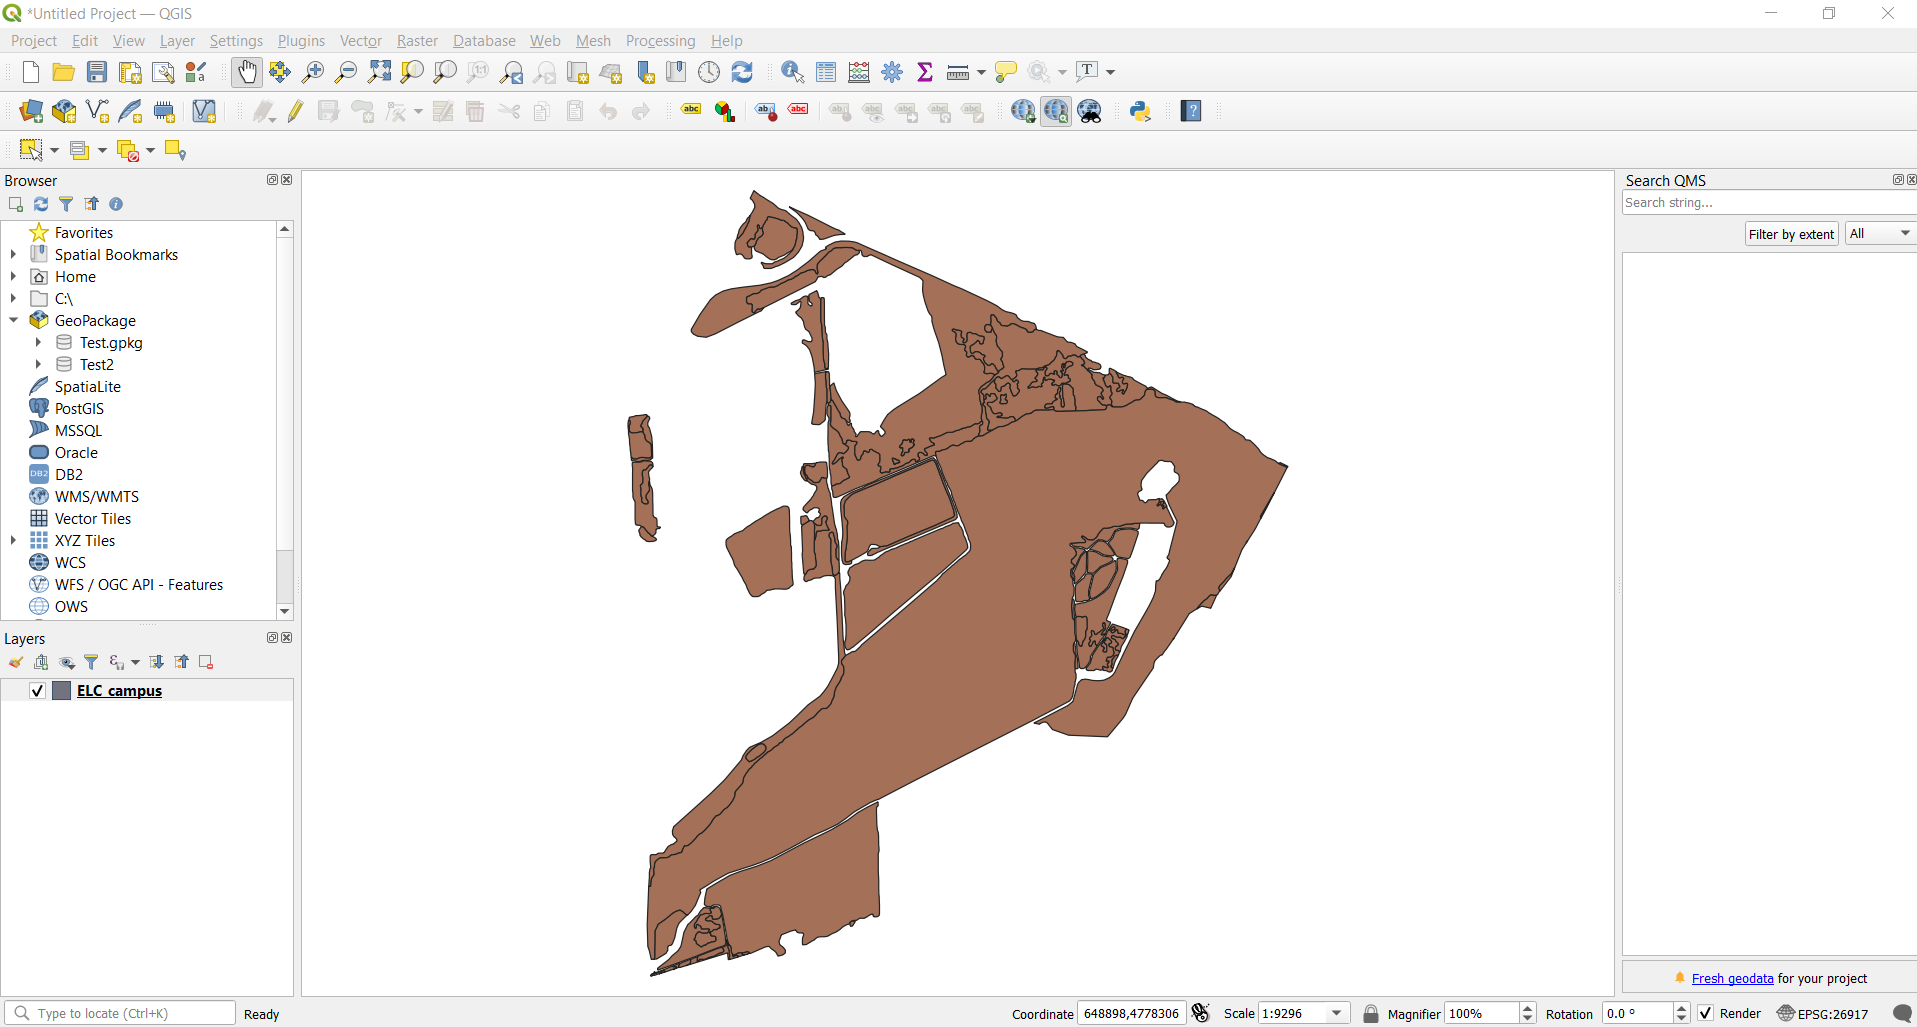 *Untitled Project — QGIS
Project Edit View Layer Settings Plugins Vector Raster Database Web Mesh Processing Help
Browser
Favorites
Spatial Bookmarks
Home
C:\
GeoPackage
Test.gpkg
Test2
SpatiaLite
PostGIS
MSSQL
Oracle
DB2
WMS/WMTS
Vector Tiles
XYZ Tiles
WCS
WFS / OGC API - Features
OWS
Layers
ELC campus
Search QMS
Search string...
Filter by extent All
Fresh geodata for your project
Type to locate (Ctrl+K) Ready Coordinate 648898,4778306 Scale 1:9296 Magnifier 100% Rotation 0.0 ° Render EPSG:26917